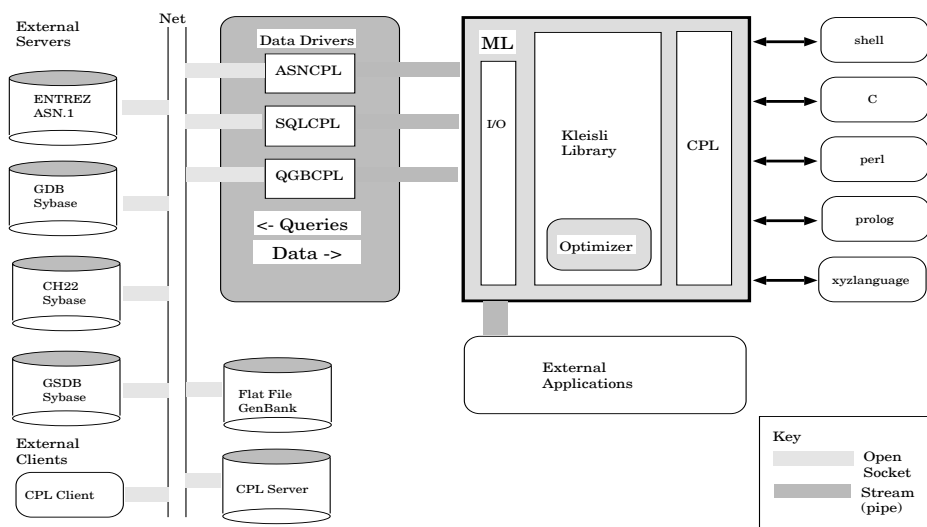 External
Servers
Net
ENTREZ
ASN.1
GDB
Sybase
CH22
Sybase
GSDB
Sybase
External
Clients
CPL Client
Data Drivers
ASNCPL
SQLCPL
QGBCPL
<- Queries
Data ->
Flat File
GenBank
CPL Server
ML
I/O
Kleisli
Library
Optimizer
CPL
shell
C
perl
prolog
xyzlanguage
External
Applications
Key
Open
Socket
Stream
(pipe)